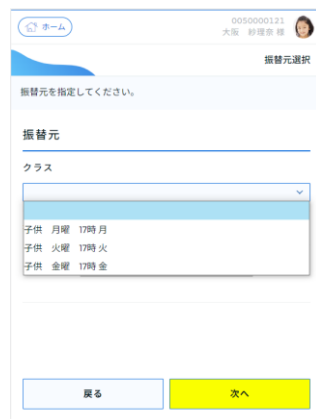 ホーム
0050000121
大阪 紗理奈 様
振替元選択
振替元を指定してください。
振替元
クラス
子供 月曜 17時 月
子供 火曜 17時 火
子供 金曜 17時 金
戻る
次へ